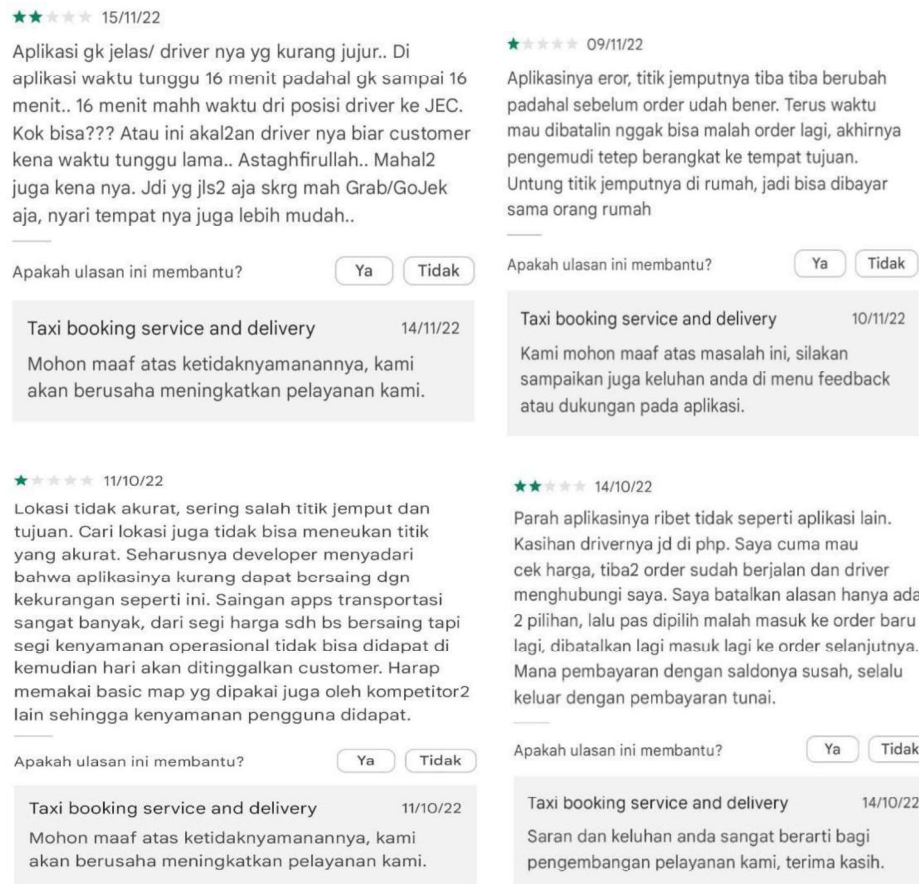 15/11/22
Aplikasi gk jelas/ driver nya yg kurang jujur.. Di
aplikasi waktu tunggu 16 menit padahal gk sampai 16
menit.. 16 menit mahh waktu dri posisi driver ke JEC.
Kok bisa??? Atau ini akal2an driver nya biar customer
kena waktu tunggu lama.. Astaghfirullah.. Mahal2
juga kena nya. Jdi yg jls2 aja skrg mah Grab/GoJek
aja, nyari tempat nya juga lebih mudah..
Apakah ulasan ini membantu? Ya Tidak
Taxi booking service and delivery 14/11/22
Mohon maaf atas ketidaknyamanannya, kami
akan berusaha meningkatkan pelayanan kami.
09/11/22
Aplikasinya eror, titik jemputnya tiba tiba berubah
padahal sebelum order udah bener. Terus waktu
mau dibatalin nggak bisa malah order lagi, akhirnya
pengemudi tetep berangkat ke tempat tujuan.
Untung titik jemputnya di rumah, jadi bisa dibayar
sama orang rumah
Apakah ulasan ini membantu? Ya Tidak
Taxi booking service and delivery 10/11/22
Kami mohon maaf atas masalah ini, silakan
sampaikan juga keluhan anda di menu feedback
atau dukungan pada aplikasi.
11/10/22
Lokasi tidak akurat, sering salah titik jemput dan
tujuan. Cari lokasi juga tidak bisa meneukan titik
yang akurat. Seharusnya developer menyadari
bahwa aplikasinya kurang dapat bersaing dgn
kekurangan seperti ini. Saingan apps transportasi
sangat banyak, dari segi harga sdh bs bersaing tapi
segi kenyamanan operasional tidak bisa didapat di
kemudian hari akan ditinggalkan customer. Harap
memakai basic map yg dipakai juga oleh kompetitor2
lain sehingga kenyamanan pengguna didapat.
Apakah ulasan ini membantu? Ya Tidak
Taxi booking service and delivery 11/10/22
Mohon maaf atas ketidaknyamanannya, kami
akan berusaha meningkatkan pelayanan kami.
14/10/22
Parah aplikasinya ribet tidak seperti aplikasi lain.
Kasihan drivernya jd di php. Saya cuma mau
cek harga, tiba2 order sudah berjalan dan driver
menghubungi saya. Saya batalkan alasan hanya ada
2 pilihan, lalu pas dipilih malah masuk ke order baru
lagi, dibatalkan lagi masuk lagi ke order selanjutnya.
Mana pembayaran dengan saldonya susah, selalu
keluar dengan pembayaran tunai.
Apakah ulasan ini membantu? Ya Tidak
Taxi booking service and delivery 14/10/22
Saran dan keluhan anda sangat berarti bagi
pengembangan pelayanan kami, terima kasih.